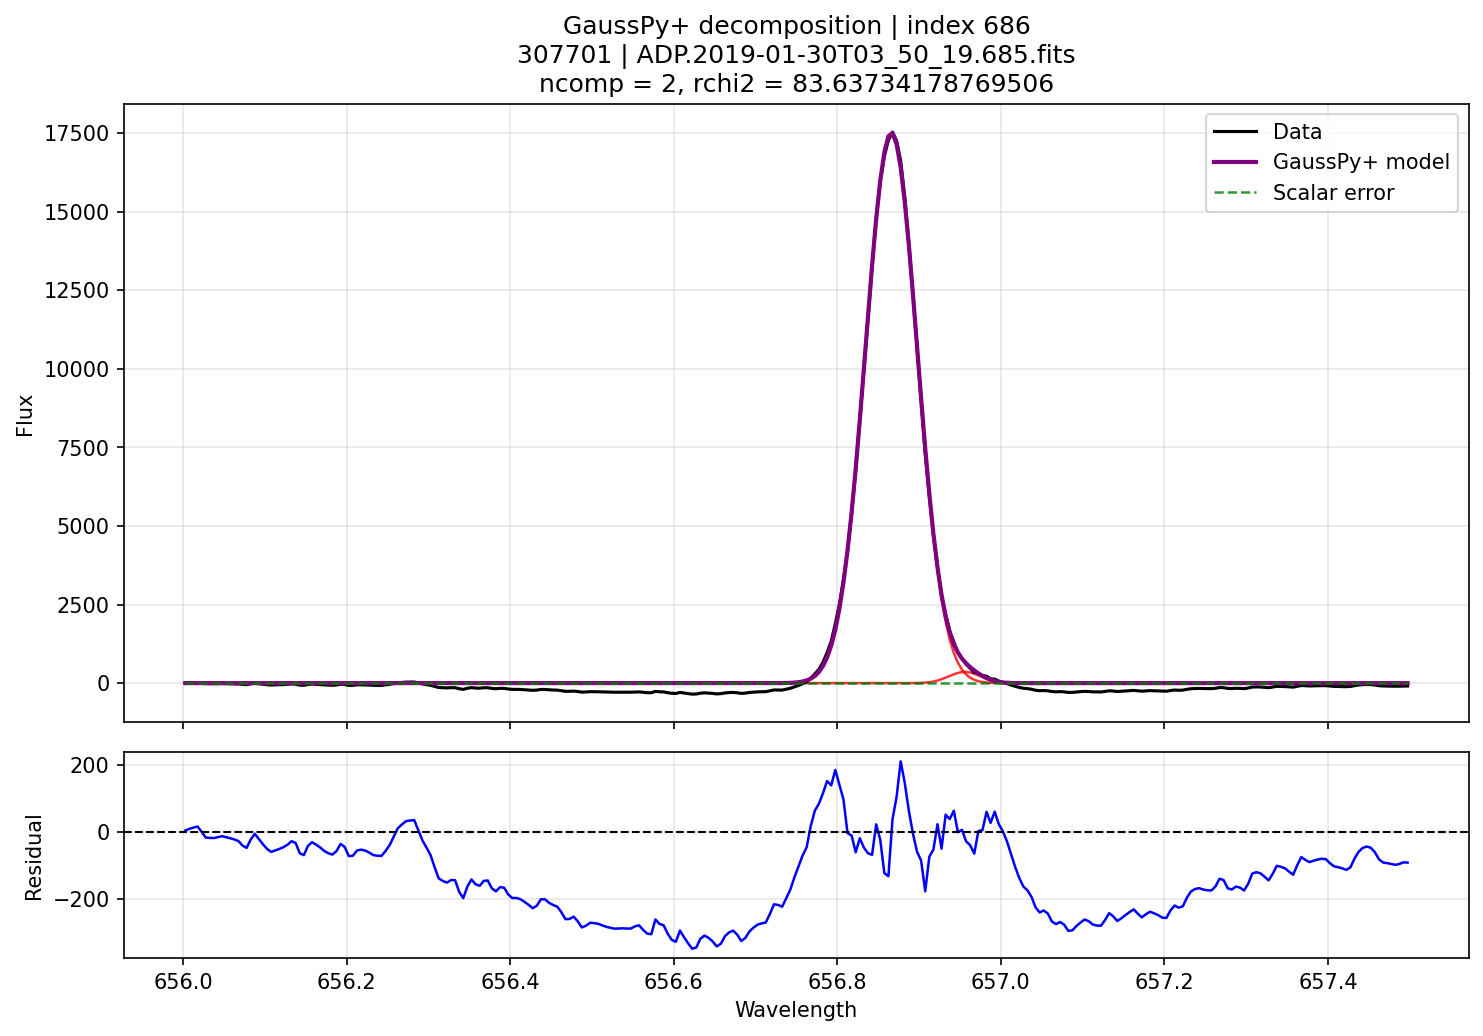 GaussPy+ decomposition | index 686
307701 | ADP.2019-01-30T03_50_19.685.fits
ncomp = 2, rchi2 = 83.63734178769506
Data
GaussPy+ model
Scalar error
17500
15000
12500
10000
7500
5000
2500
0
Flux
200
0
−200
Residual
656.0 656.2 656.4 656.6 656.8 657.0 657.2 657.4
Wavelength